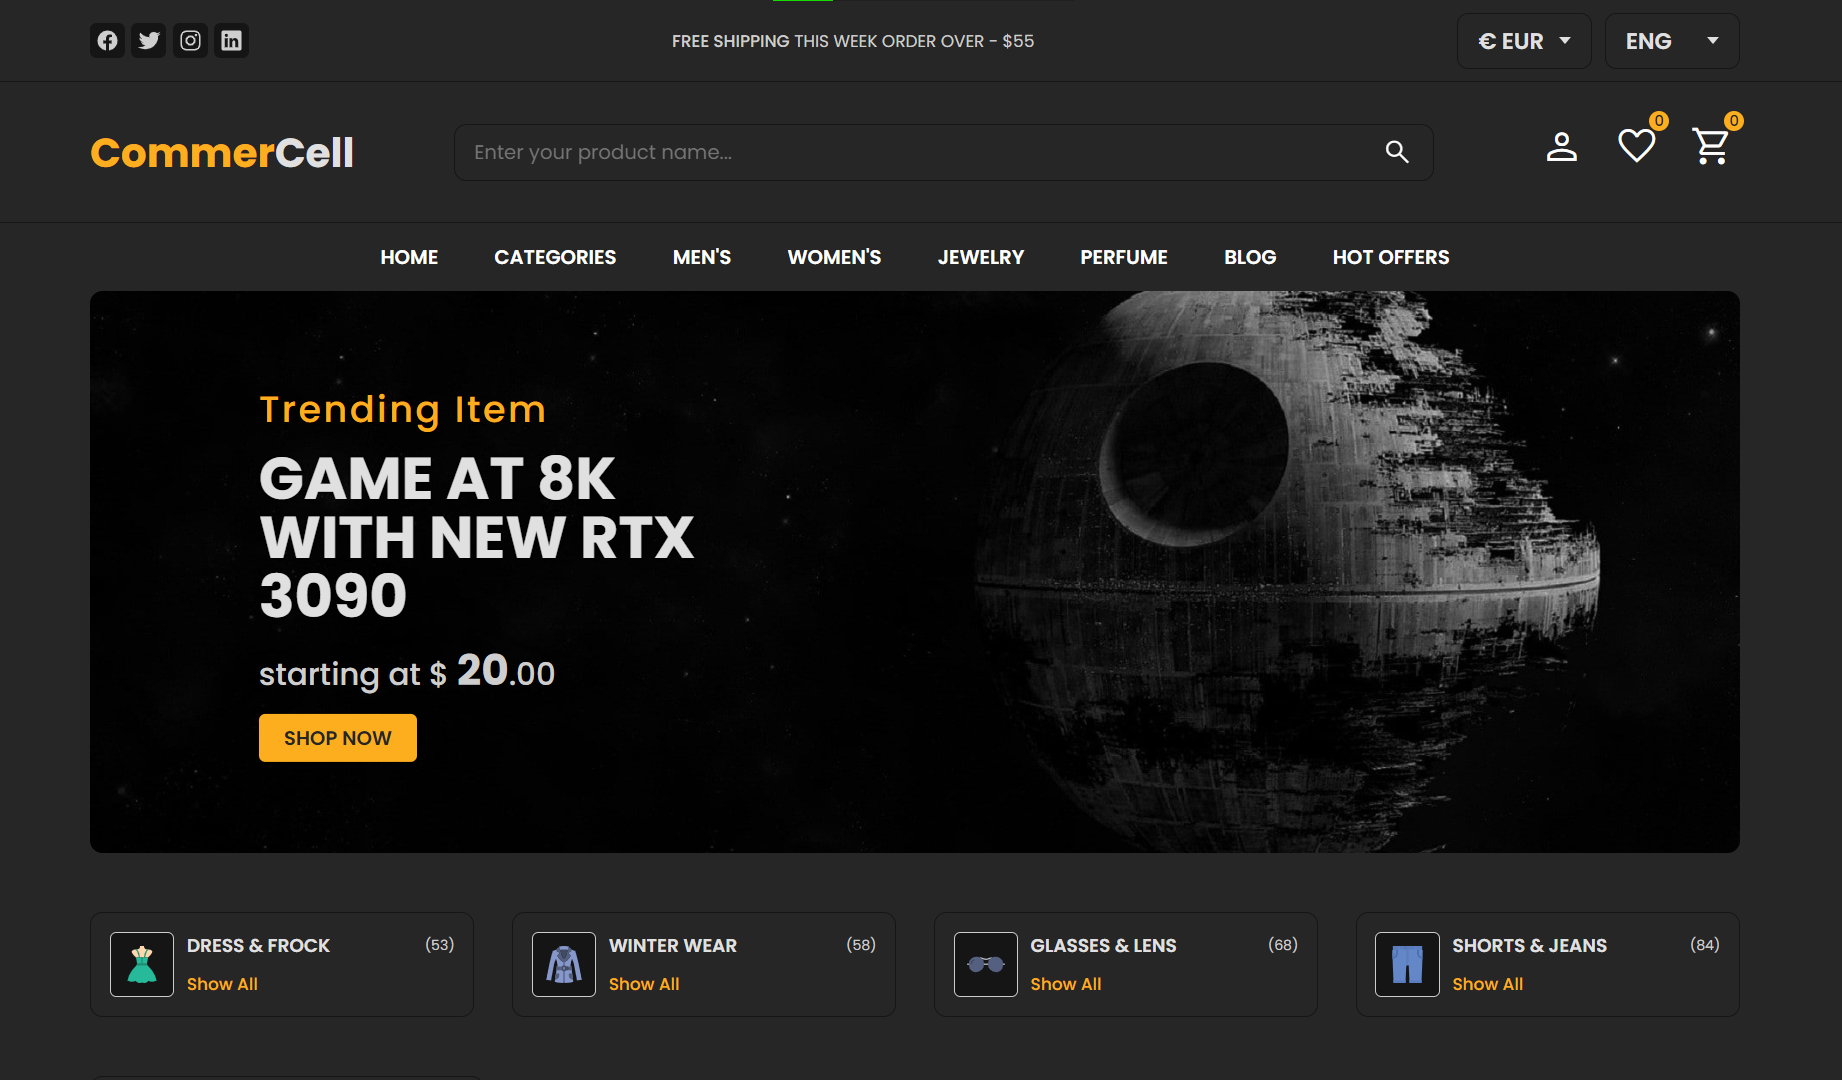 FREE SHIPPING THIS WEEK ORDER OVER - $55
€ EUR
ENG
CommerCell
Enter your product name...
0
0
HOME
CATEGORIES
MEN'S
WOMEN'S
JEWELRY
PERFUME
BLOG
HOT OFFERS
Trending Item
GAME AT 8K
WITH NEW RTX
3090
starting at $ 20.00
SHOP NOW
DRESS & FROCK
(53)
Show All
WINTER WEAR
(58)
Show All
GLASSES & LENS
(68)
Show All
SHORTS & JEANS
(84)
Show All